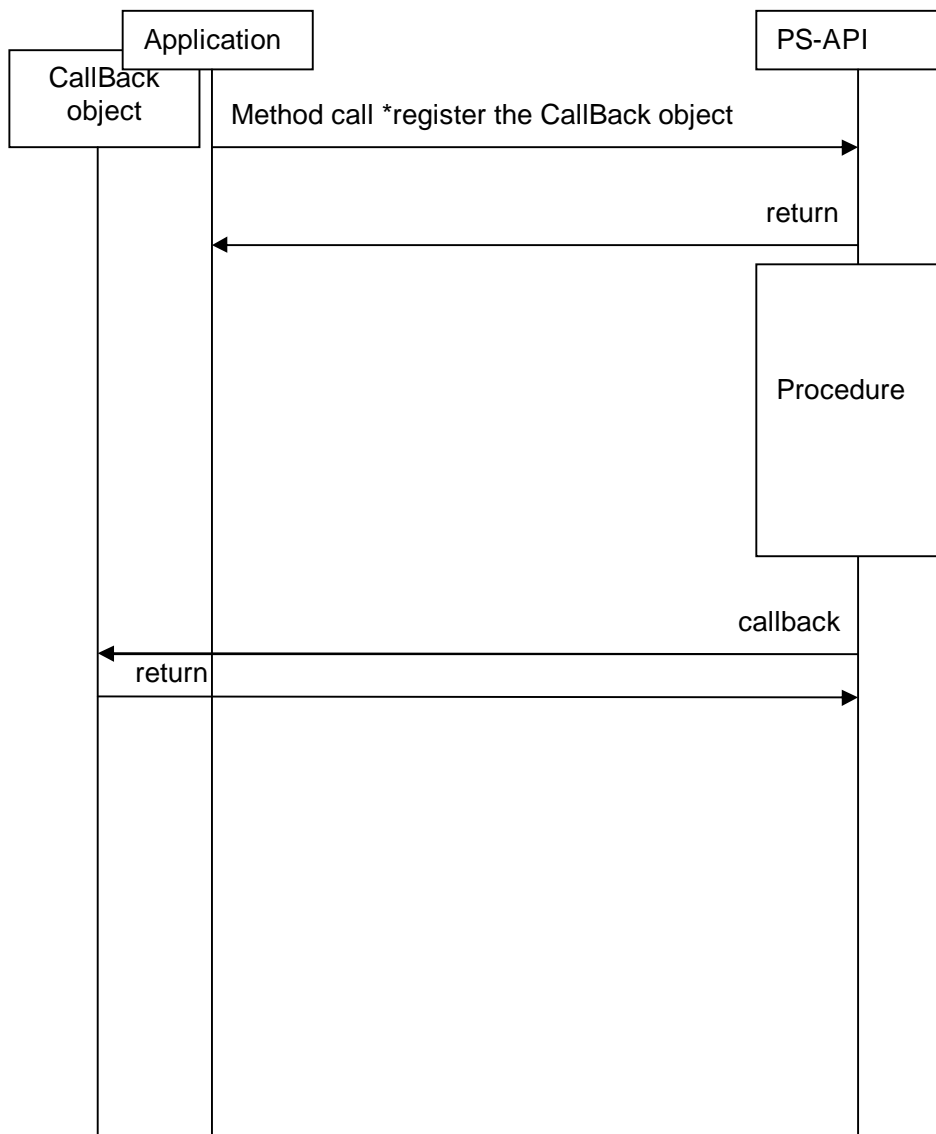 Application
PS-API
CallBack
object
Method call *register the CallBack object
return
Procedure
callback
return